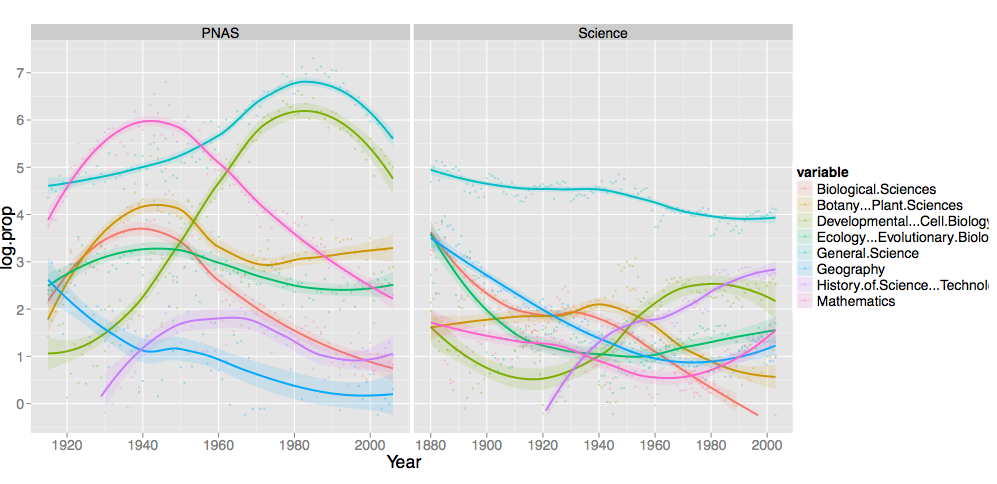 PNAS
Science
log.prop
7
6
5
4
3
2
1
0
1920
1940
1960
1980
2000
1880
1900
1920
1940
1960
1980
2000
Year
variable
Biological.Sciences
Botany...Plant.Sciences
Developmental...Cell.Biology
Ecology...Evolutionary.Biolo
General.Science
Geography
History.of.Science...Technol
Mathematics